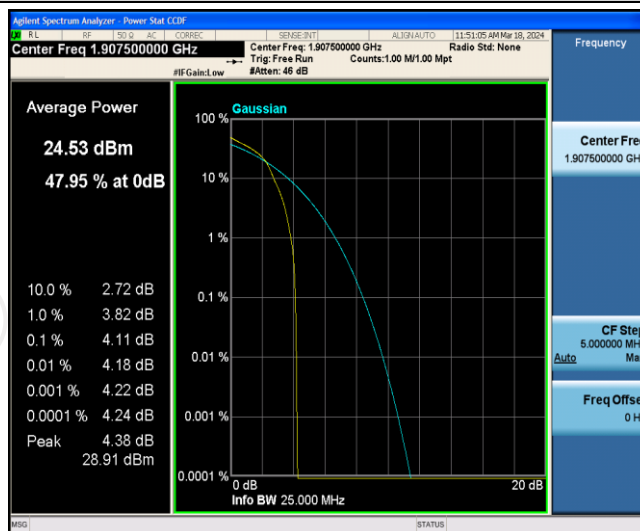 Agilent Spectrum Analyzer - Power Stat CCDF
RL RF 50 Ω AC CORREC SENSE:INT ALIGNAUTO 11:51:05 AM Mar 18, 2024
Center Freq 1.907500000 GHz
Center Freq: 1.907500000 GHz Radio Std: None
Trig: Free Run Counts:1.00 M/1.00 Mpt
#IFGain:Low #Atten: 46 dB
Frequency
Average Power
24.53 dBm
47.95 % at 0dB
10.0 % 2.72 dB
1.0 % 3.82 dB
0.1 % 4.11 dB
0.01 % 4.18 dB
0.001 % 4.22 dB
0.0001 % 4.24 dB
Peak 4.38 dB
28.91 dBm
Gaussian
100 %
10 %
1 %
0.1 %
0.01 %
0.001 %
0.0001 %
0 dB 20 dB
Info BW 25.000 MHz
Center Fre
1.907500000 GH
CF Step
5.000000 MH
Auto Ma
Freq Offse
0 H
MSG STATUS